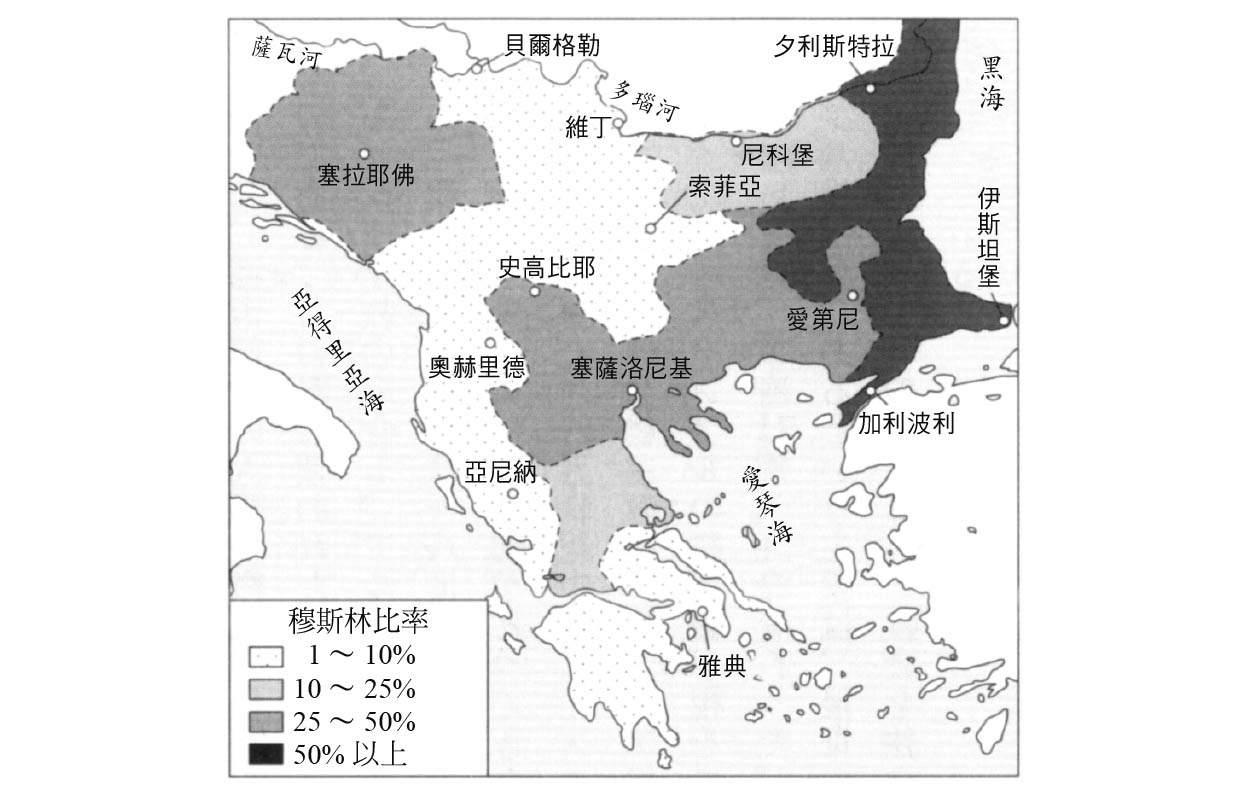 薩瓦河
貝爾格勒
夕利斯特拉
黑海
多瑙河
維丁
尼科堡
塞拉耶佛
索菲亞
伊斯坦堡
史高比耶
亞得里亞海
愛第尼
奧赫里德
塞薩洛尼基
加利波利
亞尼納
愛琴海
雅典
穆斯林比率
1～10%
10～25%
25～50%
50%以上